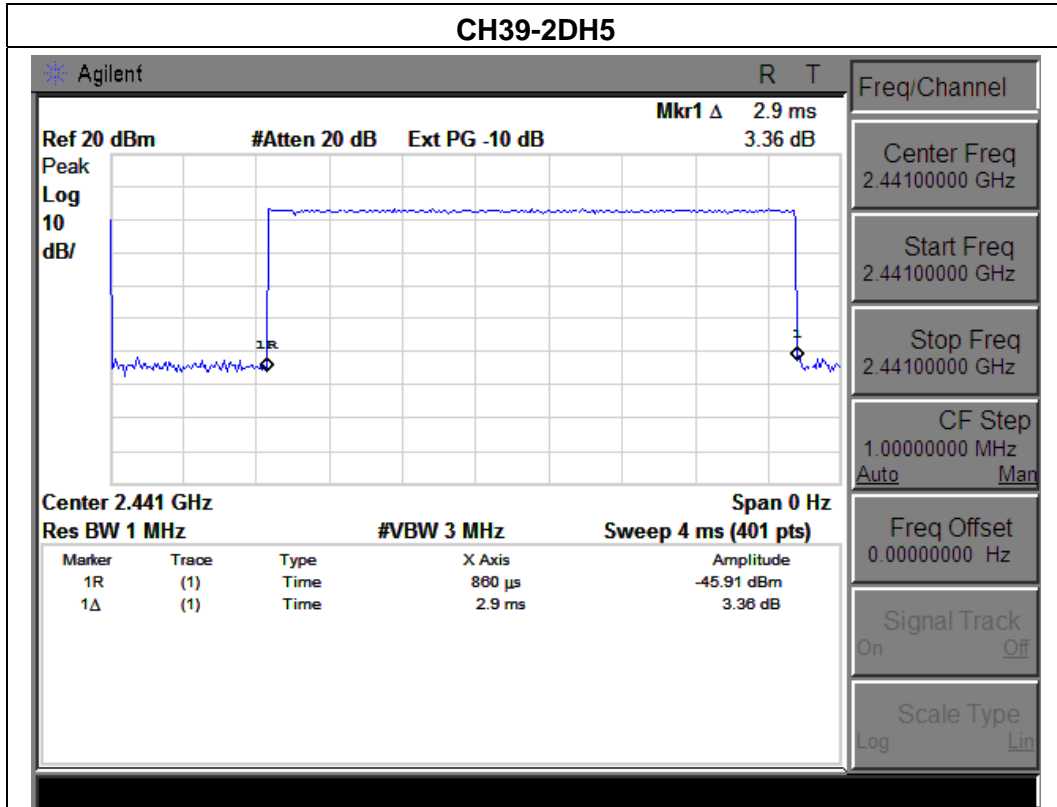 CH39-2DH5
Agilent R T
Mkr1 Δ 2.9 ms
Ref 20 dBm #Atten 20 dB Ext PG -10 dB 3.36 dB
Peak
Log
10
dB/
1R
1
Center 2.441 GHz Span 0 Hz
Res BW 1 MHz #VBW 3 MHz Sweep 4 ms (401 pts)
Marker Trace Type X Axis Amplitude
1R (1) Time 860 µs -45.91 dBm
1Δ (1) Time 2.9 ms 3.36 dB
Freq/Channel
Center Freq
2.44100000 GHz
Start Freq
2.44100000 GHz
Stop Freq
2.44100000 GHz
CF Step
1.00000000 MHz
Auto Man
Freq Offset
0.00000000 Hz
Signal Track
On Off
Scale Type
Log Lin